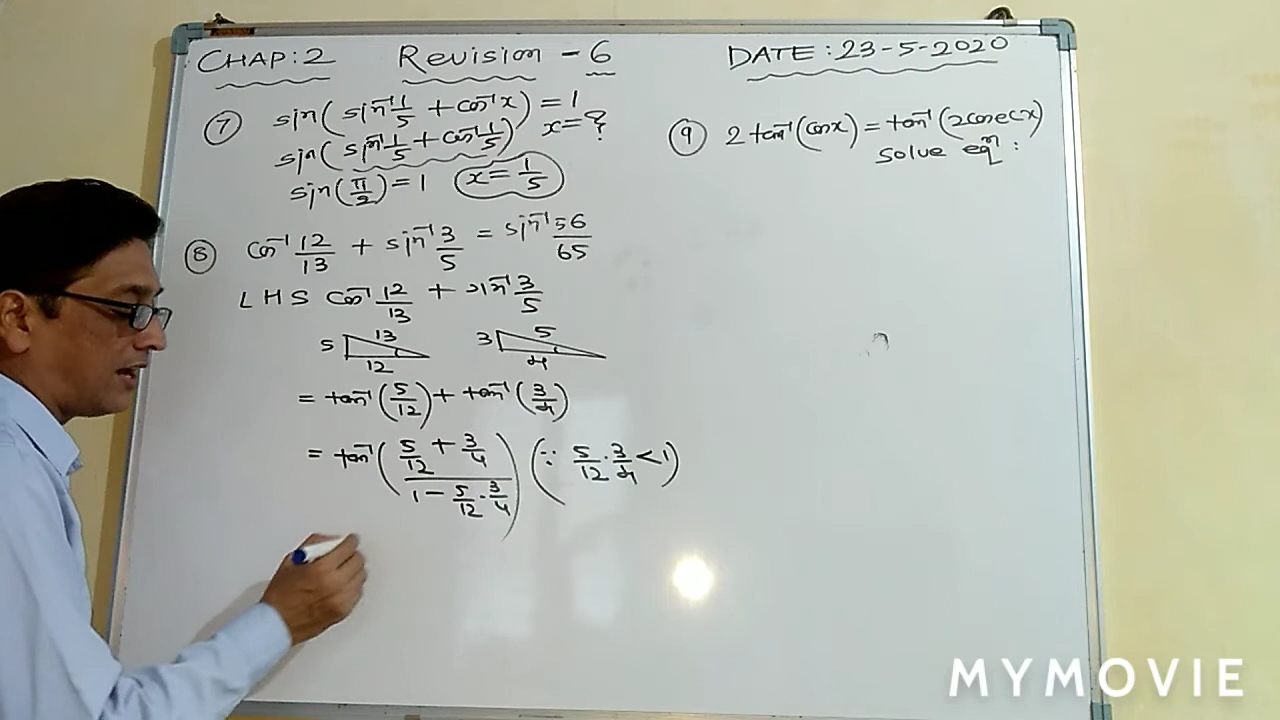 CHAP:2 Revision - 6 DATE : 23-5-2020
⑦ sin(sin⁻¹ 1/5 + cos⁻¹ x) = 1
x = ?
sin(sin⁻¹ 1/5 + cos⁻¹ 1/5)
sin(π/2) = 1 x = 1/5
⑧ cos⁻¹ 12/13 + sin⁻¹ 3/5 = sin⁻¹ 56/65
LHS cos⁻¹ 12/13 + sin⁻¹ 3/5
5 13 12 3 5 4
= tan⁻¹(5/12) + tan⁻¹(3/4)
= tan⁻¹((5/12 + 3/4)/(1 - 5/12 · 3/4)) (∵ 5/12 · 3/4 < 1)
⑨ 2 tan⁻¹(cos x) = tan⁻¹(2 cosec x)
solve eqⁿ :
MYMOVIE